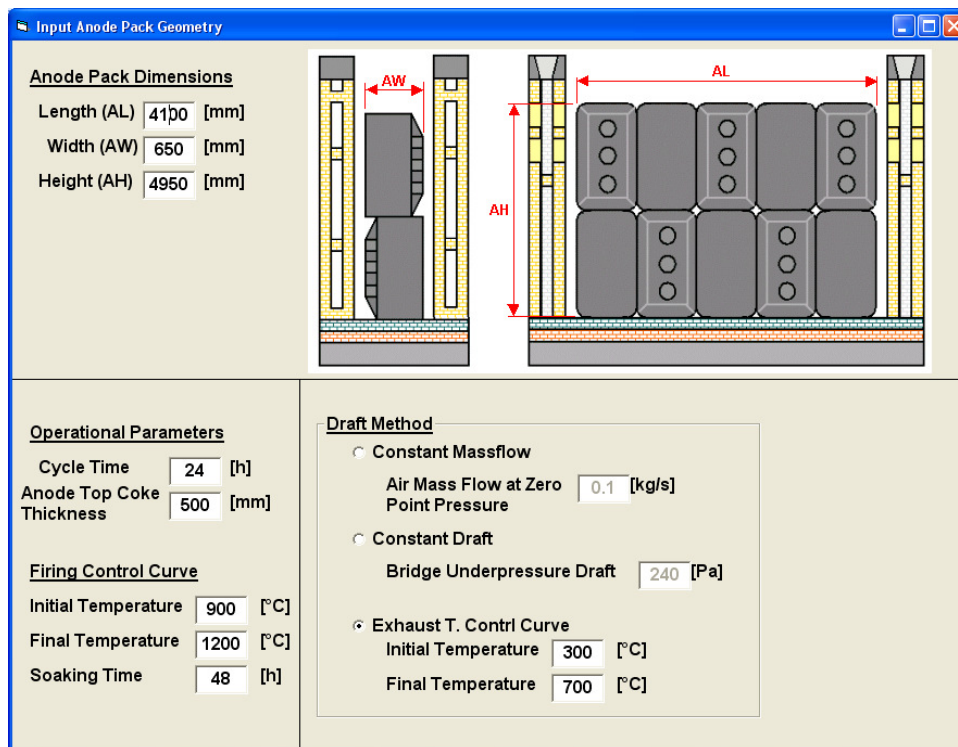 Input Anode Pack Geometry
Anode Pack Dimensions
Length (AL) 4100 [mm]
Width (AW) 650 [mm]
Height (AH) 4950 [mm]
AW
AL
AH
Operational Parameters
Cycle Time 24 [h]
Anode Top Coke
Thickness 500 [mm]
Firing Control Curve
Initial Temperature 900 [°C]
Final Temperature 1200 [°C]
Soaking Time 48 [h]
Draft Method
Constant Massflow
Air Mass Flow at Zero
Point Pressure 0.1 [kg/s]
Constant Draft
Bridge Underpressure Draft 240 [Pa]
Exhaust T. Contrl Curve
Initial Temperature 300 [°C]
Final Temperature 700 [°C]